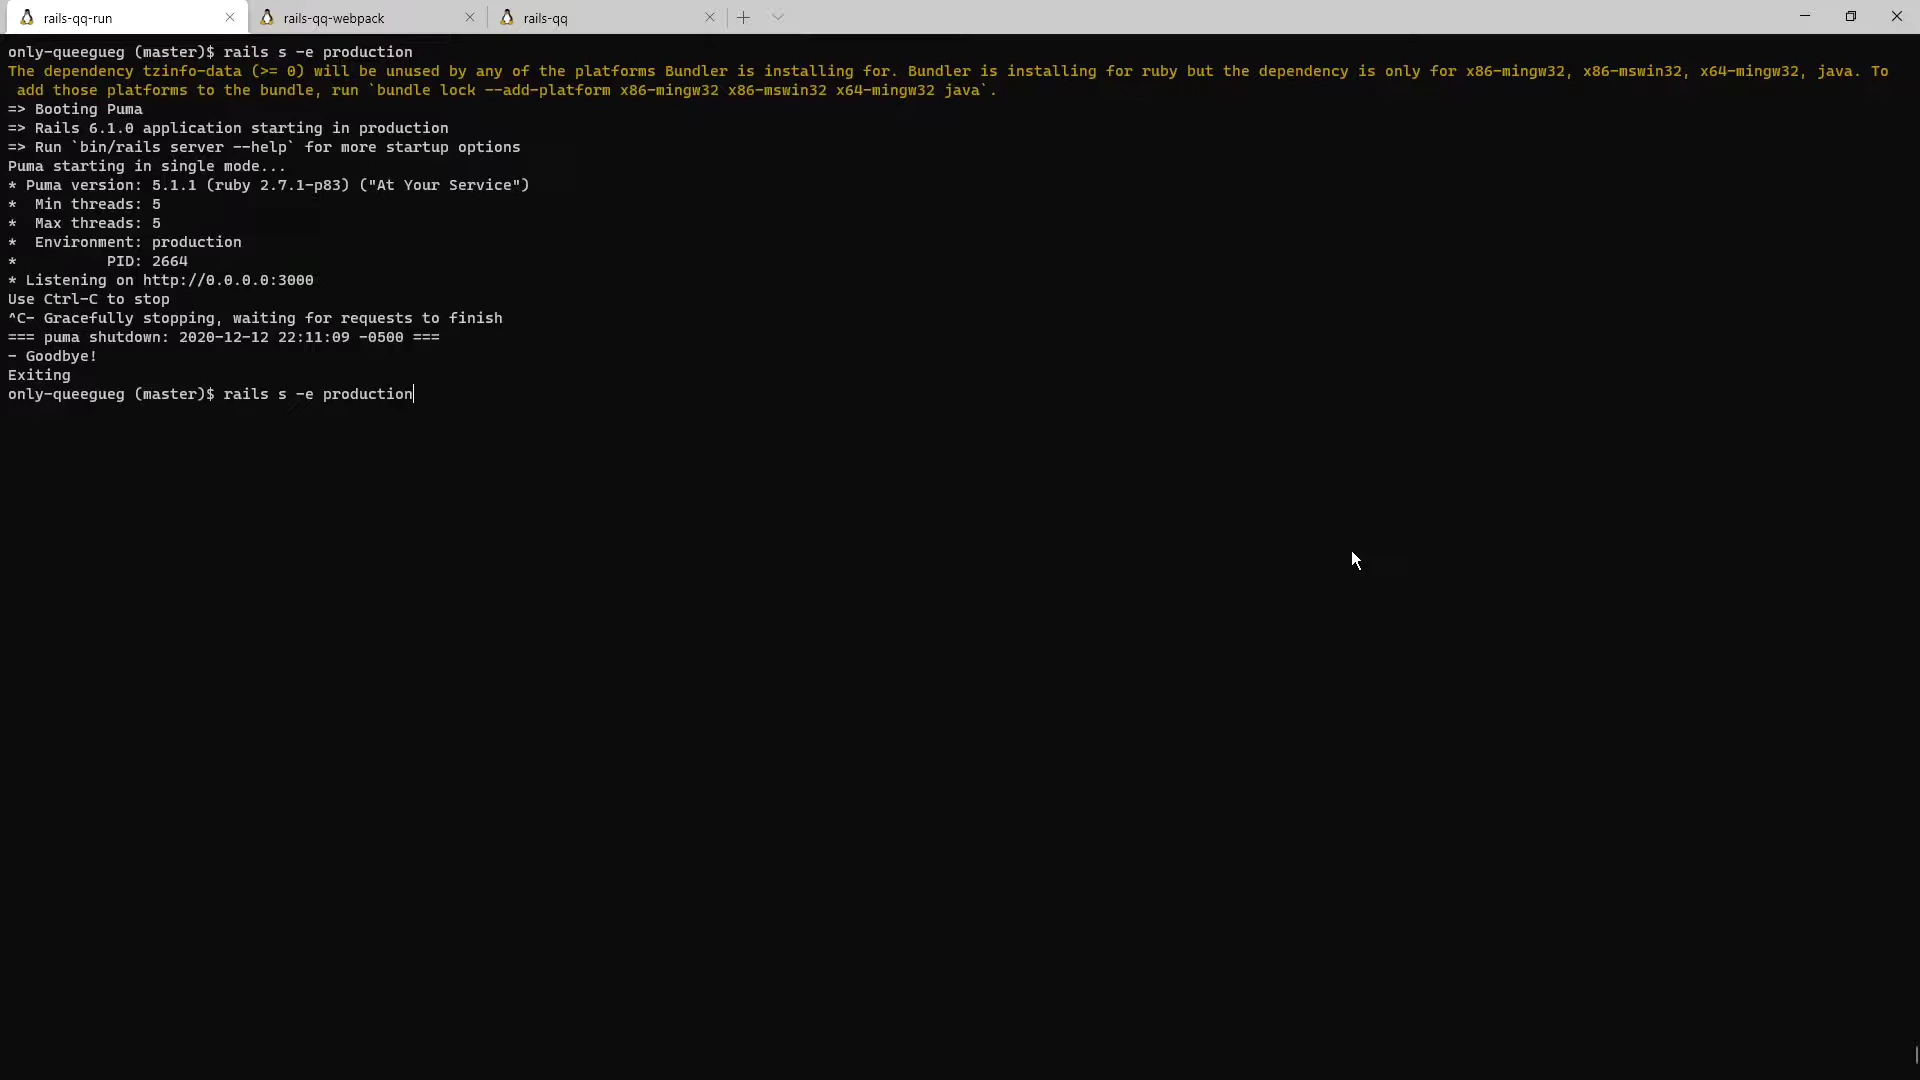 rails-qq-run
rails-qq-webpack
rails-qq
only-queegueg (master)$ rails s -e production
The dependency tzinfo-data (>= 0) will be unused by any of the platforms Bundler is installing for. Bundler is installing for ruby but the dependency is only for x86-mingw32, x86-mswin32, x64-mingw32, java. To
add those platforms to the bundle, run `bundle lock --add-platform x86-mingw32 x86-mswin32 x64-mingw32 java`.
=> Booting Puma
=> Rails 6.1.0 application starting in production
=> Run `bin/rails server --help` for more startup options
Puma starting in single mode...
* Puma version: 5.1.1 (ruby 2.7.1-p83) ("At Your Service")
*  Min threads: 5
*  Max threads: 5
*  Environment: production
*          PID: 2664
* Listening on http://0.0.0.0:3000
Use Ctrl-C to stop
^C- Gracefully stopping, waiting for requests to finish
=== puma shutdown: 2020-12-12 22:11:09 -0500 ===
- Goodbye!
Exiting
only-queegueg (master)$ rails s -e production